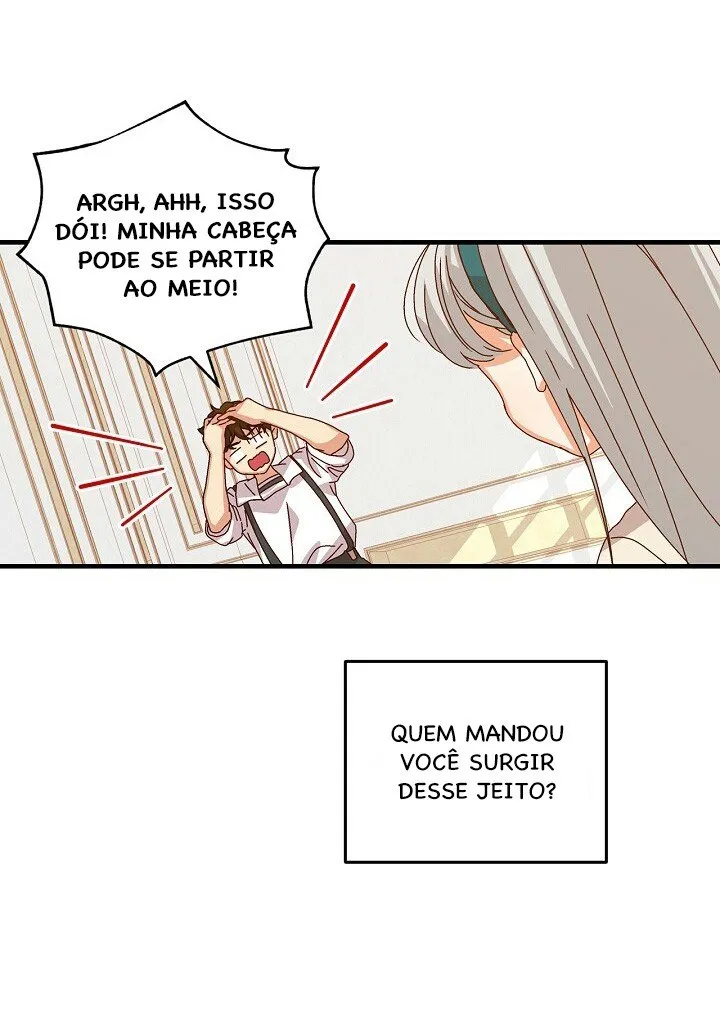 ARGH, AHH, ISSO
DÓI! MINHA CABEÇA
PODE SE PARTIR
AO MEIO!
QUEM MANDOU
VOCÊ SURGIR
DESSE JEITO?